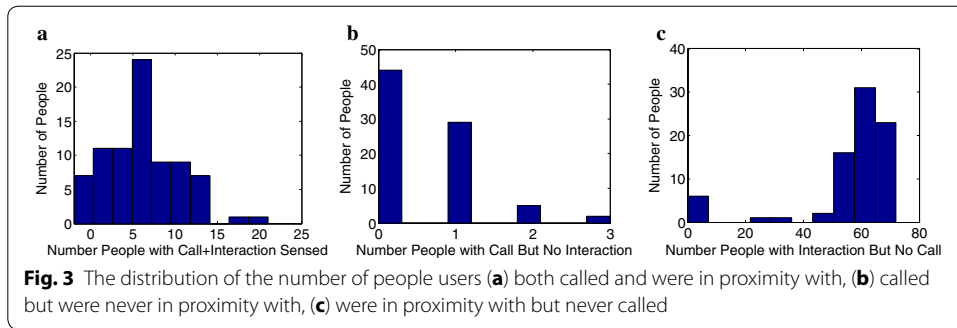 a
b
c
25
20
15
10
5
0
Number of People
0 5 10 15 20 25
Number People with Call+Interaction Sensed
50
40
30
20
10
0
Number of People
0 1 2 3
Number People with Call But No Interaction
40
30
20
10
0
Number of People
0 20 40 60 80
Number People with Interaction But No Call
Fig. 3 The distribution of the number of people users (a) both called and were in proximity with, (b) called
but were never in proximity with, (c) were in proximity with but never called